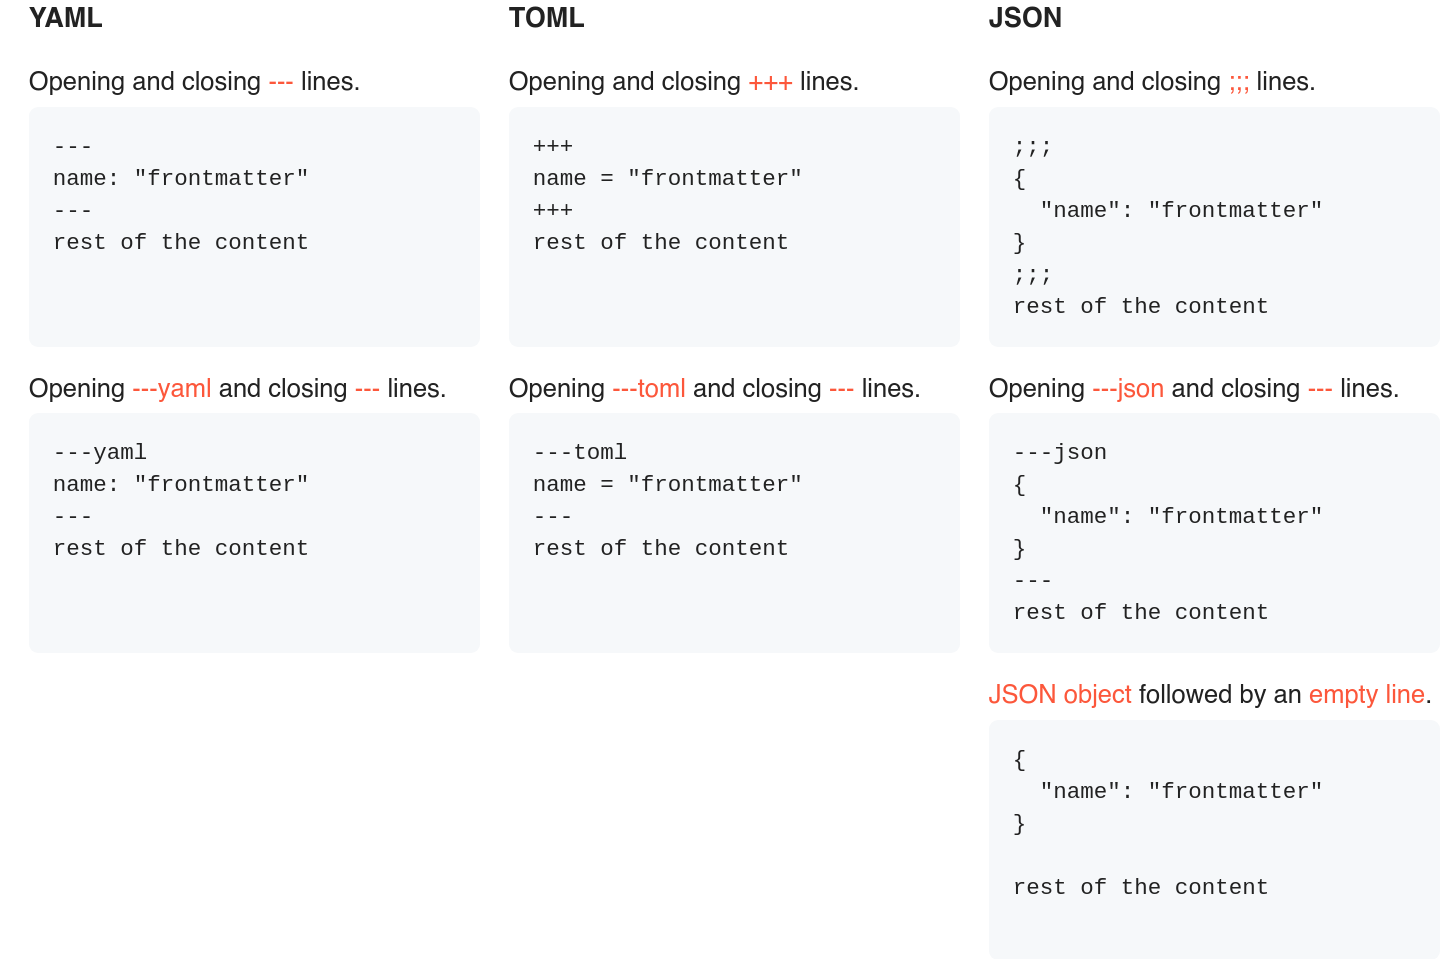 YAML
Opening and closing --- lines.
---
name: "frontmatter"
---
rest of the content
Opening ---yaml and closing --- lines.
---yaml
name: "frontmatter"
---
rest of the content
TOML
Opening and closing +++ lines.
+++
name = "frontmatter"
+++
rest of the content
Opening ---toml and closing --- lines.
---toml
name = "frontmatter"
---
rest of the content
JSON
Opening and closing ;;; lines.
;;;
{
  "name": "frontmatter"
}
;;;
rest of the content
Opening ---json and closing --- lines.
---json
{
  "name": "frontmatter"
}
---
rest of the content
JSON object followed by an empty line.
{
  "name": "frontmatter"
}

rest of the content